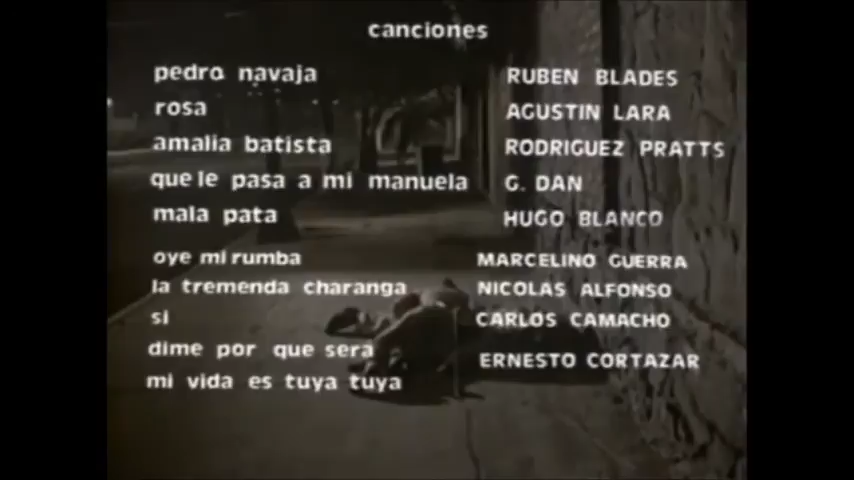 canciones
pedro navaja RUBEN BLADES
rosa AGUSTIN LARA
amalia batista RODRIGUEZ PRATTS
que le pasa a mi manuela G. DAN
mala pata HUGO BLANCO
oye mi rumba MARCELINO GUERRA
la tremenda charanga NICOLAS ALFONSO
si CARLOS CAMACHO
dime por que sera ERNESTO CORTAZAR
mi vida es tuya tuya